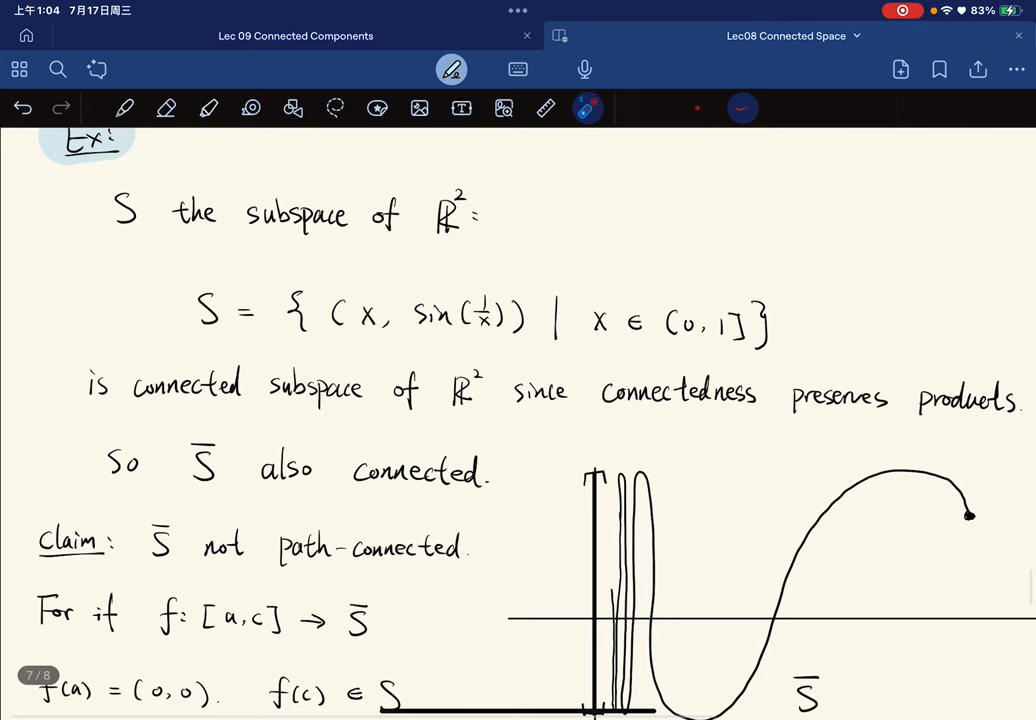 上午1:04 7月17日周三
83%
Lec 09 Connected Components
Lec08 Connected Space
Ex:
S the subspace of ℝ²:
S = { (x, sin(1/x)) | x ∈ (0,1] }
is connected subspace of ℝ² since connectedness preserves products.
So S̅ also connected.
Claim: S̅ not path-connected.
For if f: [a,c] → S̅
7 / 8
f(a) = (0,0). f(c) ∈ S
S̅